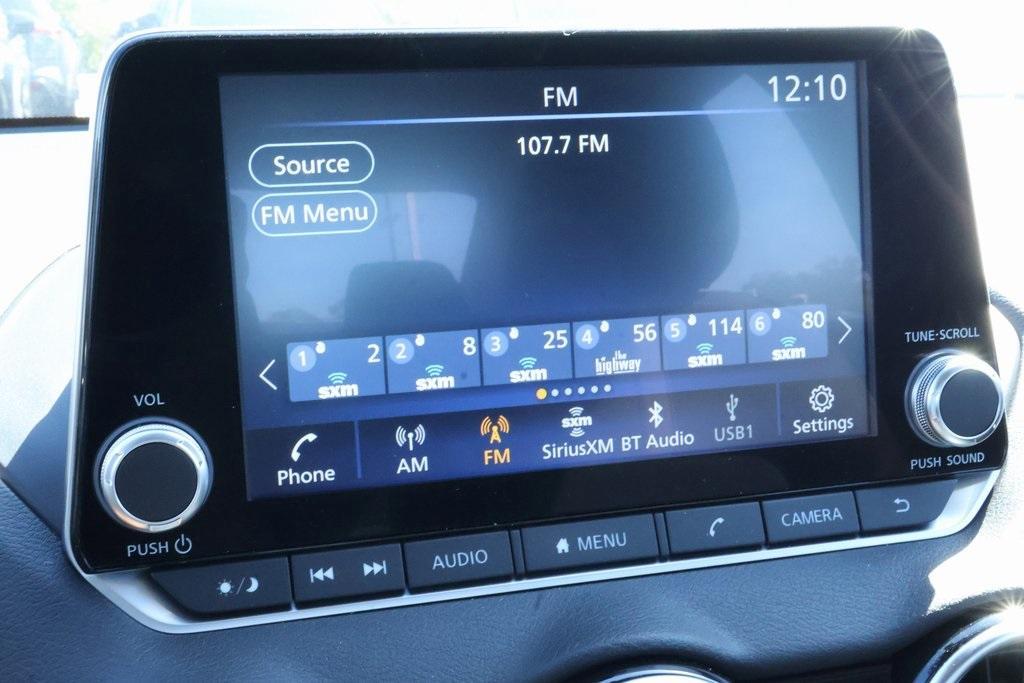 FM
12:10
107.7 FM
Source
FM Menu
1 2 sxm
2 8 sxm
3 25 sxm
4 56 the highway
5 114 sxm
6 80 sxm
Phone
AM
FM
sxm
SiriusXM
BT Audio
USB1
Settings
VOL
PUSH
TUNE·SCROLL
PUSH SOUND
AUDIO
MENU
CAMERA